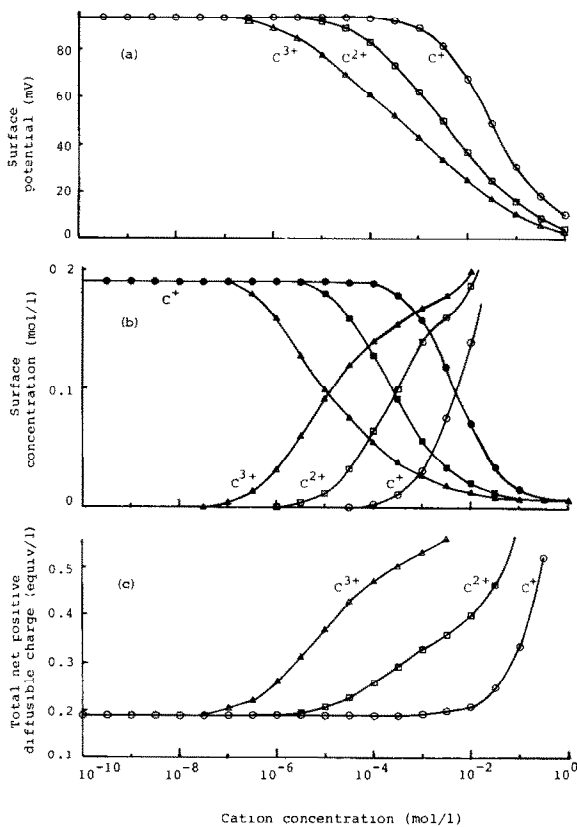 80
60
40
20
0
Surface
potential (mV)
(a)
C³⁺
C²⁺
C⁺
0.2
0.1
0
Surface
concentration (mol/l)
C⁺
(b)
C³⁺
C²⁺
C⁺
0.5
0.4
0.3
0.2
0.1
Total net positive
diffusible charge (equiv/l)
(c)
C³⁺
C²⁺
C⁺
10⁻¹⁰
10⁻⁸
10⁻⁶
10⁻⁴
10⁻²
10⁰
Cation concentration (mol/l)